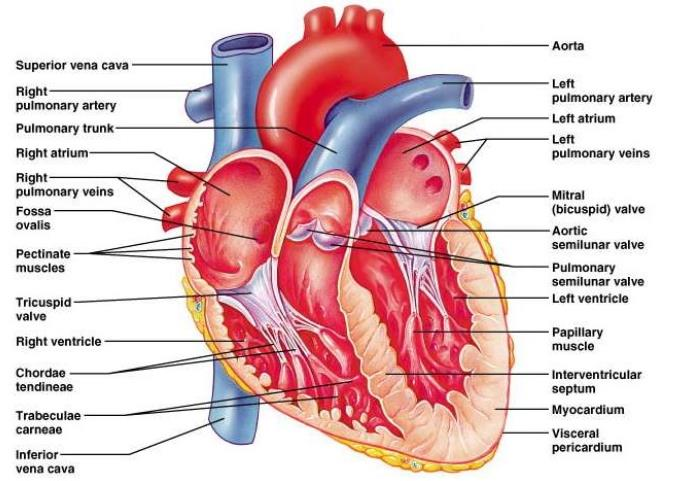 Superior vena cava
Right
pulmonary artery
Pulmonary trunk
Right atrium
Right
pulmonary veins
Fossa
ovalis
Pectinate
muscles
Tricuspid
valve
Right ventricle
Chordae
tendineae
Trabeculae
carneae
Inferior
vena cava
Aorta
Left
pulmonary artery
Left atrium
Left
pulmonary veins
Mitral
(bicuspid) valve
Aortic
semilunar valve
Pulmonary
semilunar valve
Left ventricle
Papillary
muscle
Interventricular
septum
Myocardium
Visceral
pericardium